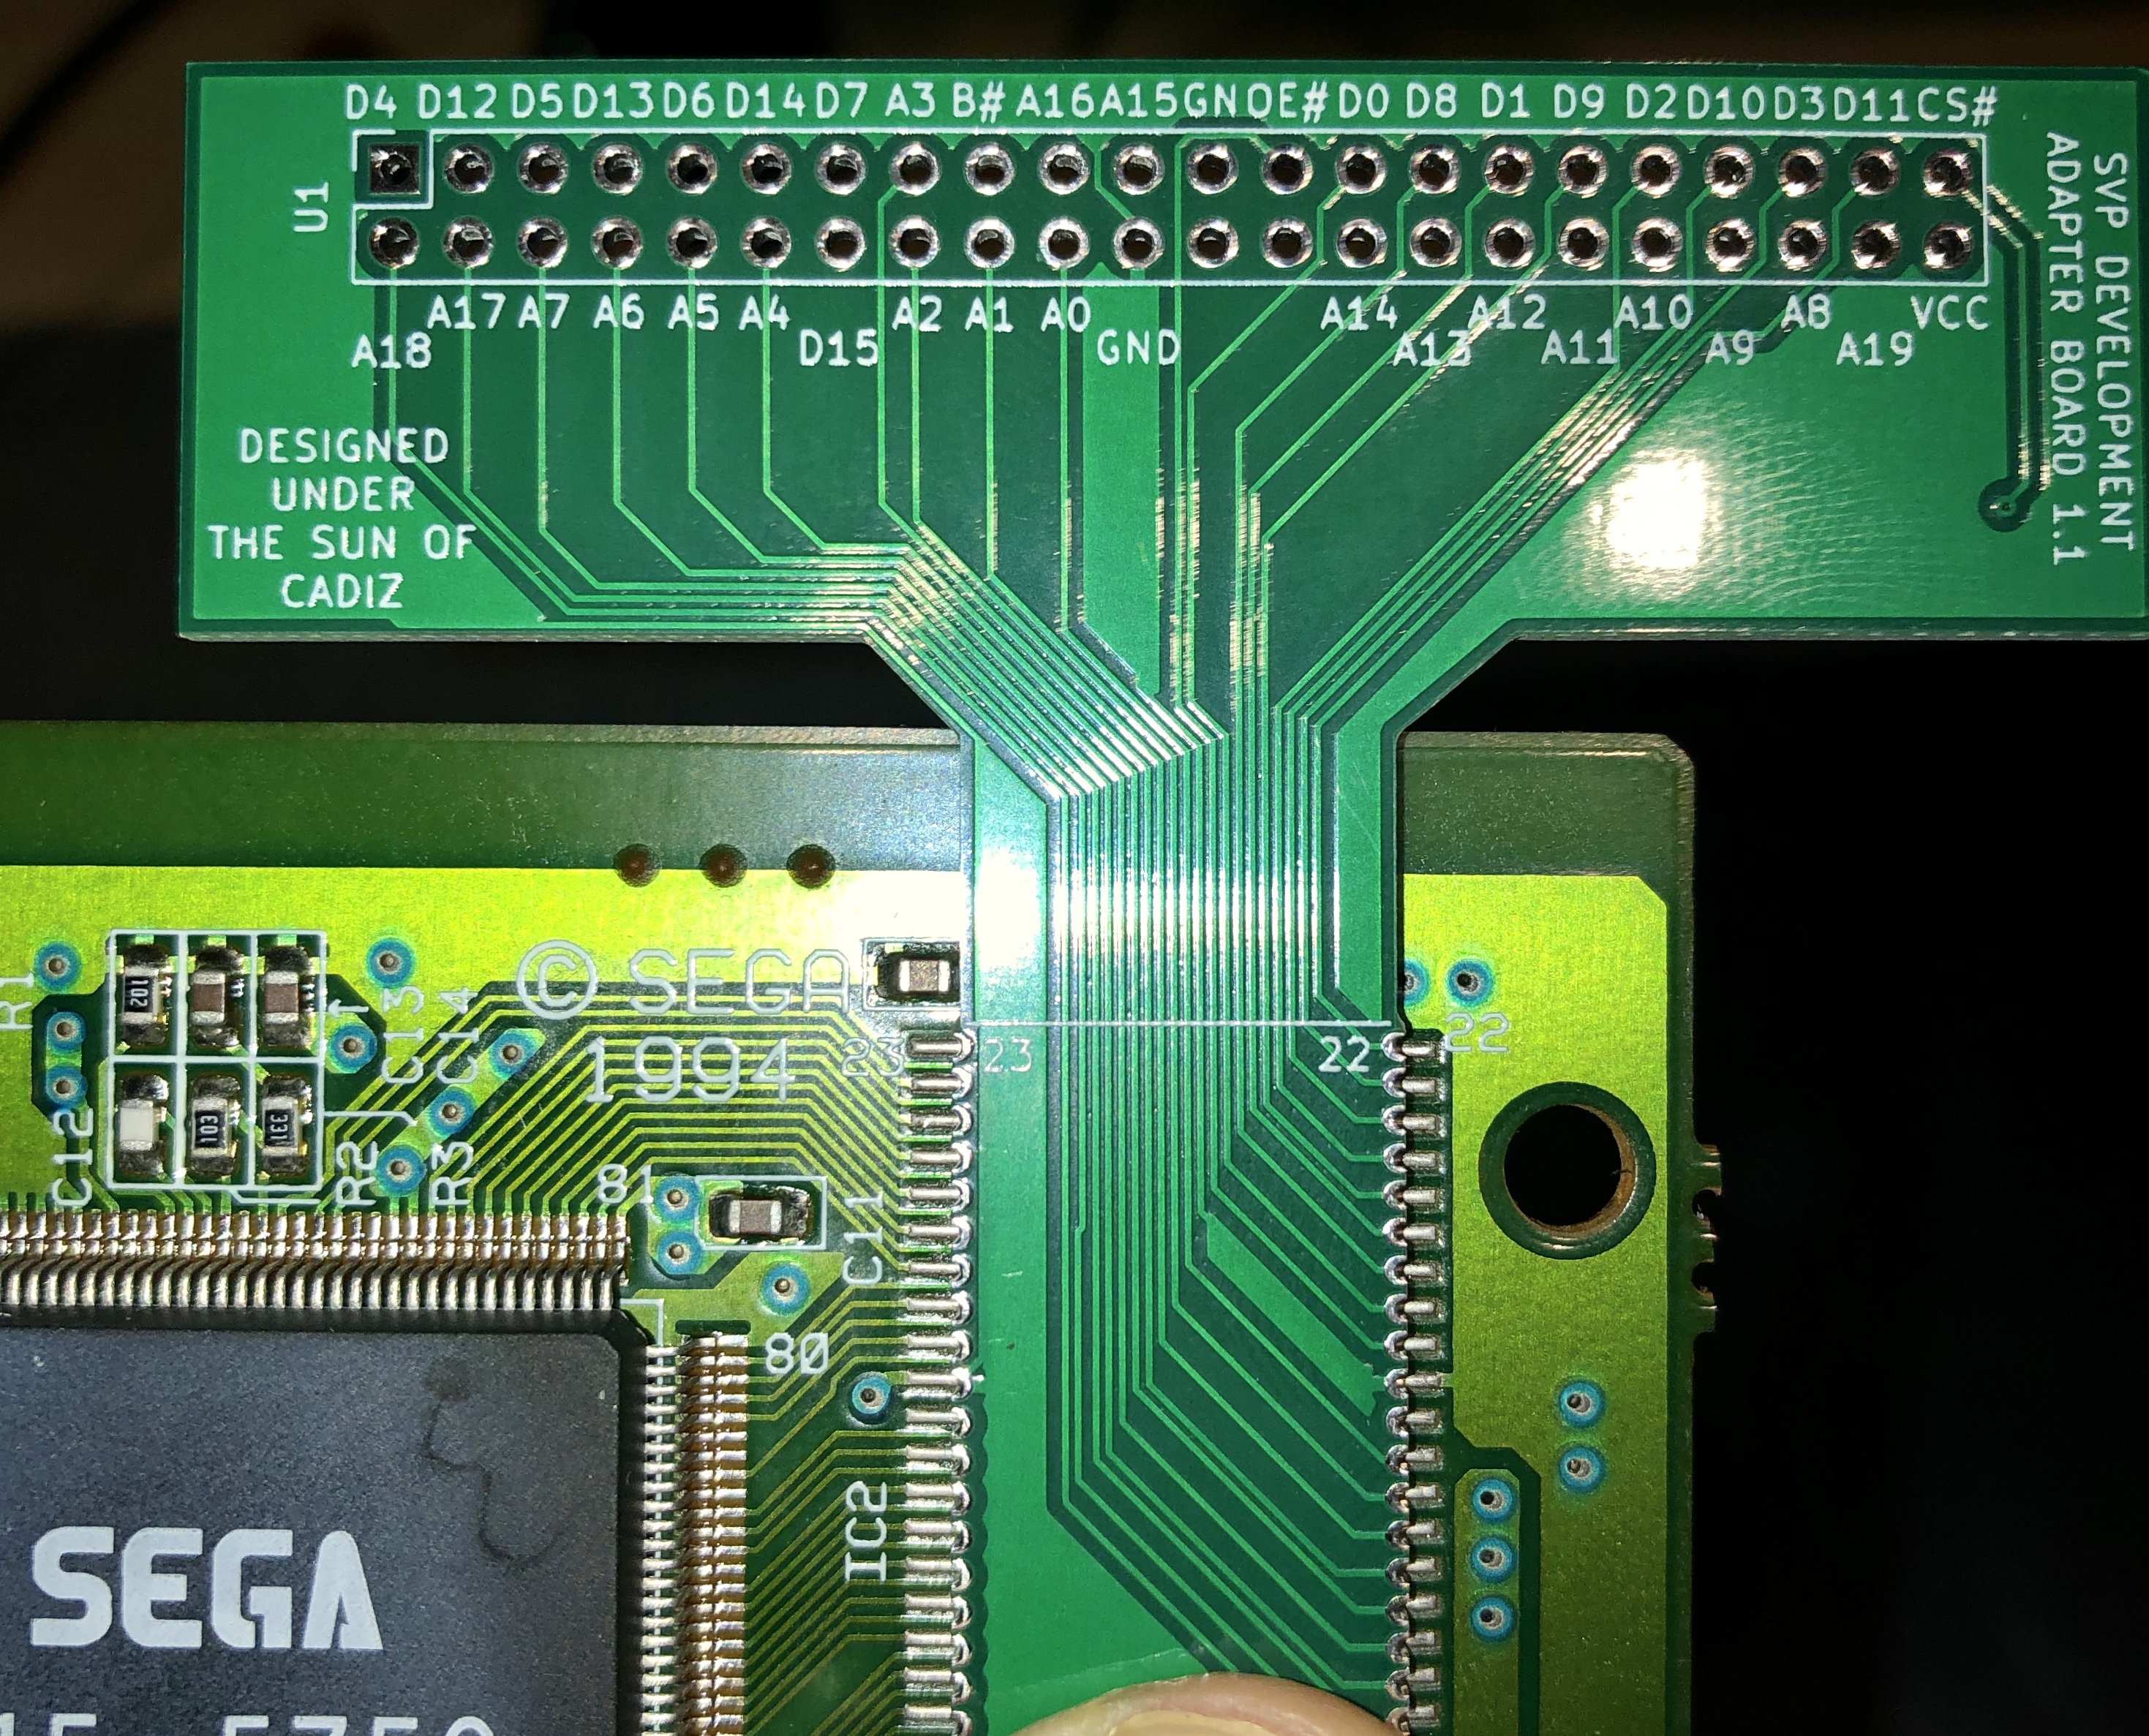 D4 D12 D5 D13 D6 D14 D7 A3 B# A16 A15 GND OE# D0 D8 D1 D9 D2 D10 D3 D11 CS#
U1
A17 A7 A6 A5 A4 A2 A1 A0 A14 A12 A10 A8 VCC
A18 D15 GND A13 A11 A9 A19
SVP DEVELOPMENT
ADAPTER BOARD 1.1
DESIGNED
UNDER
THE SUN OF
CADIZ
© SEGA
1994
23
23
22
22
R1
C13
C14
C12
R2
R3
201
103
331
81
C11
80
IC2
SEGA